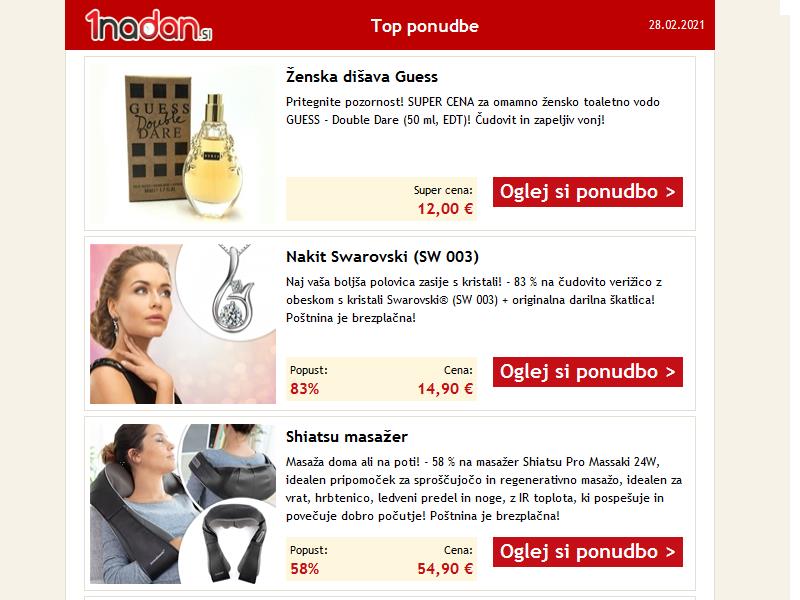 1nadan.si
Top ponudbe
28.02.2021
Ženska dišava Guess
Pritegnite pozornost! SUPER CENA za omamno žensko toaletno vodo
GUESS - Double Dare (50 ml, EDT)! Čudovit in zapeljiv vonj!
GUESS
Double
DARE
Super cena:
12,00 €
Oglej si ponudbo >
Nakit Swarovski (SW 003)
Naj vaša boljša polovica zasije s kristali! - 83 % na čudovito verižico z
obeskom s kristali Swarovski® (SW 003) + originalna darilna škatlica!
Poštnina je brezplačna!
Popust:
83%
Cena:
14,90 €
Oglej si ponudbo >
Shiatsu masažer
Masaža doma ali na poti! - 58 % na masažer Shiatsu Pro Massaki 24W,
idealen pripomoček za sproščujočo in regenerativno masažo, idealen za
vrat, hrbtenico, ledveni predel in noge, z IR toplota, ki pospešuje in
povečuje dobro počutje! Poštnina je brezplačna!
Popust:
58%
Cena:
54,90 €
Oglej si ponudbo >